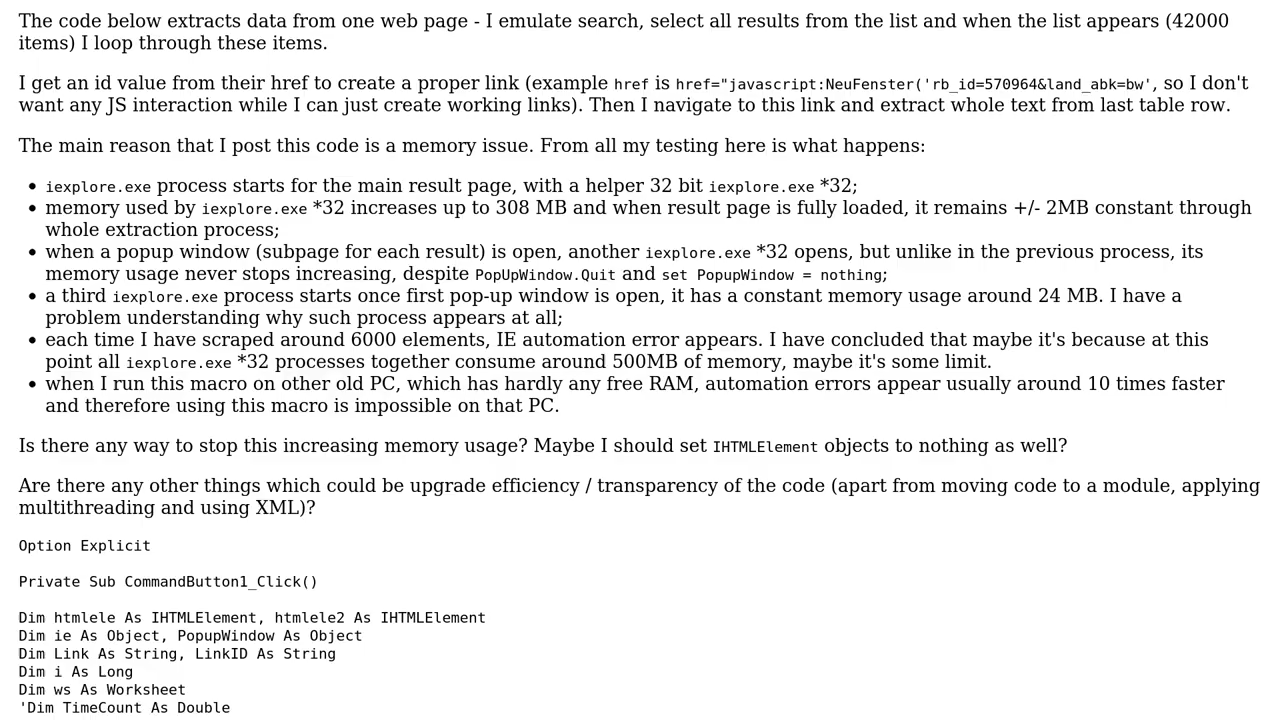 The code below extracts data from one web page - I emulate search, select all results from the list and when the list appears (42000
items) I loop through these items.
I get an id value from their href to create a proper link (example href is href="javascript:NeuFenster('rb_id=570964&land_abk=bw', so I don't
want any JS interaction while I can just create working links). Then I navigate to this link and extract whole text from last table row.
The main reason that I post this code is a memory issue. From all my testing here is what happens:
• iexplore.exe process starts for the main result page, with a helper 32 bit iexplore.exe *32;
• memory used by iexplore.exe *32 increases up to 308 MB and when result page is fully loaded, it remains +/- 2MB constant through
whole extraction process;
• when a popup window (subpage for each result) is open, another iexplore.exe *32 opens, but unlike in the previous process, its
memory usage never stops increasing, despite PopUpWindow.Quit and set PopupWindow = nothing;
• a third iexplore.exe process starts once first pop-up window is open, it has a constant memory usage around 24 MB. I have a
problem understanding why such process appears at all;
• each time I have scraped around 6000 elements, IE automation error appears. I have concluded that maybe it's because at this
point all iexplore.exe *32 processes together consume around 500MB of memory, maybe it's some limit.
• when I run this macro on other old PC, which has hardly any free RAM, automation errors appear usually around 10 times faster
and therefore using this macro is impossible on that PC.
Is there any way to stop this increasing memory usage? Maybe I should set IHTMLElement objects to nothing as well?
Are there any other things which could be upgrade efficiency / transparency of the code (apart from moving code to a module, applying
multithreading and using XML)?
Option Explicit
Private Sub CommandButton1_Click()
Dim htmlele As IHTMLElement, htmlele2 As IHTMLElement
Dim ie As Object, PopupWindow As Object
Dim Link As String, LinkID As String
Dim i As Long
Dim ws As Worksheet
'Dim TimeCount As Double